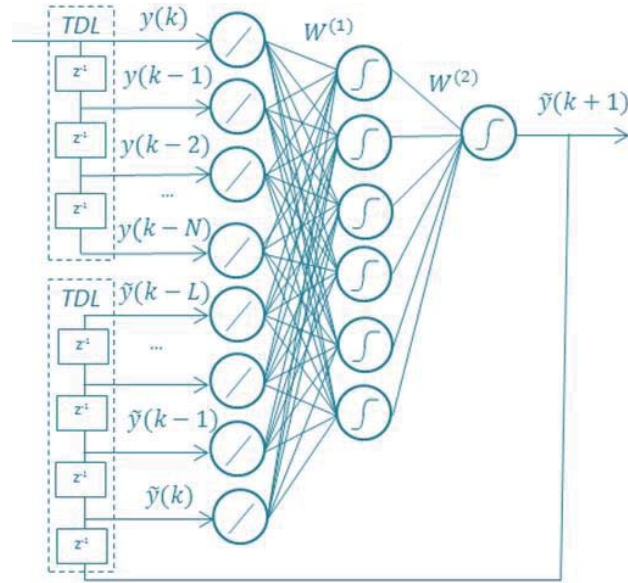 TDL
y(k)
W⁽¹⁾
z⁻¹
y(k − 1)
W⁽²⁾
ỹ(k + 1)
z⁻¹
y(k − 2)
...
z⁻¹
y(k − N)
TDL
ỹ(k − L)
z⁻¹
...
z⁻¹
ỹ(k − 1)
z⁻¹
ỹ(k)
z⁻¹